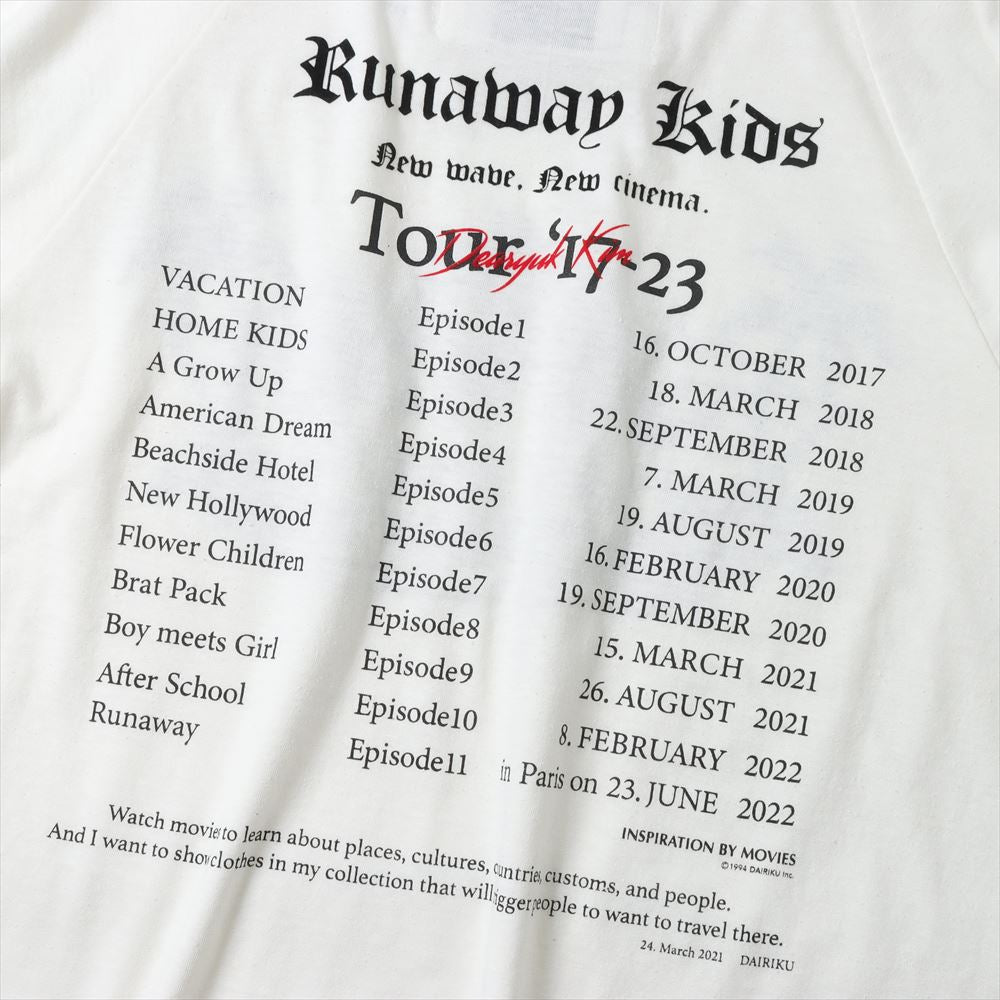 Runaway Kids
New wave. New cinema.
Tour '17-23
VACATION Episode1 16. OCTOBER 2017
HOME KIDS Episode2 18. MARCH 2018
A Grow Up Episode3 22. SEPTEMBER 2018
American Dream Episode4 7. MARCH 2019
Beachside Hotel Episode5 19. AUGUST 2019
New Hollywood Episode6 16. FEBRUARY 2020
Flower Children Episode7 19. SEPTEMBER 2020
Brat Pack Episode8 15. MARCH 2021
Boy meets Girl Episode9 26. AUGUST 2021
After School Episode10 8. FEBRUARY 2022
Runaway Episode11 in Paris on 23. JUNE 2022
INSPIRATION BY MOVIES
©1994 DAIRIKU Inc.
Watch movie to learn about places, cultures, customs, and people.
And I want to show clothes in my collection that will people to want to travel there.
24. March 2021 DAIRIKU